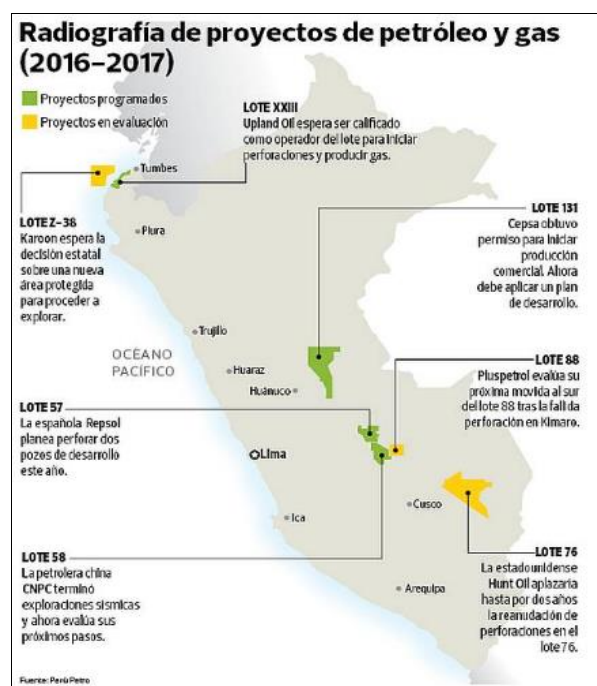 Radiografía de proyectos de petróleo y gas
(2016–2017)
Proyectos programados
Proyectos en evaluación
LOTE XXIII
Upland Oil espera ser calificado
como operador del lote para iniciar
perforaciones y producir gas.
Tumbes
LOTE Z–38
Karoon espera la
decisión estatal
sobre una nueva
área protegida
para proceder a
explorar.
Piura
LOTE 131
Cepsa obtuvo
permiso para iniciar
producción
comercial. Ahora
debe aplicar un plan
de desarrollo.
Trujillo
OCÉANO
PACÍFICO
Huaraz
Huánuco
LOTE 88
Pluspetrol evalúa su
próxima movida al sur
del lote 88 tras la fallida
perforación en Kimaro.
LOTE 57
La española Repsol
planea perforar dos
pozos de desarrollo
este año.
Lima
Cusco
Ica
LOTE 58
La petrolera china
CNPC terminó
exploraciones sísmicas
y ahora evalúa sus
próximos pasos.
Arequipa
LOTE 76
La estadounidense
Hunt Oil aplazaría
hasta por dos años
la reanudación de
perforaciones en el
lote 76.
Fuente: Perú Petro